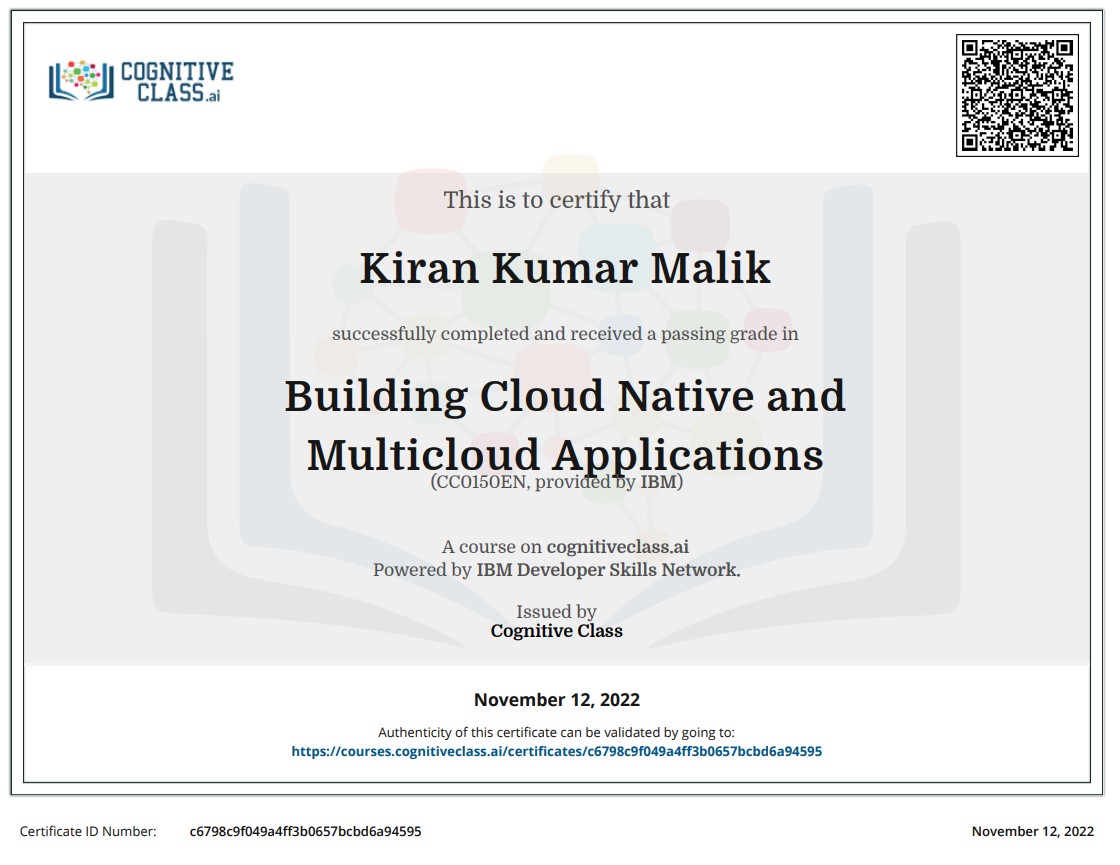 COGNITIVE
CLASS.ai
This is to certify that
Kiran Kumar Malik
successfully completed and received a passing grade in
Building Cloud Native and
Multicloud Applications
(CC0150EN, provided by IBM)
A course on cognitiveclass.ai
Powered by IBM Developer Skills Network.
Issued by
Cognitive Class
November 12, 2022
Authenticity of this certificate can be validated by going to:
https://courses.cognitiveclass.ai/certificates/c6798c9f049a4ff3b0657bcbd6a94595
Certificate ID Number: c6798c9f049a4ff3b0657bcbd6a94595 November 12, 2022